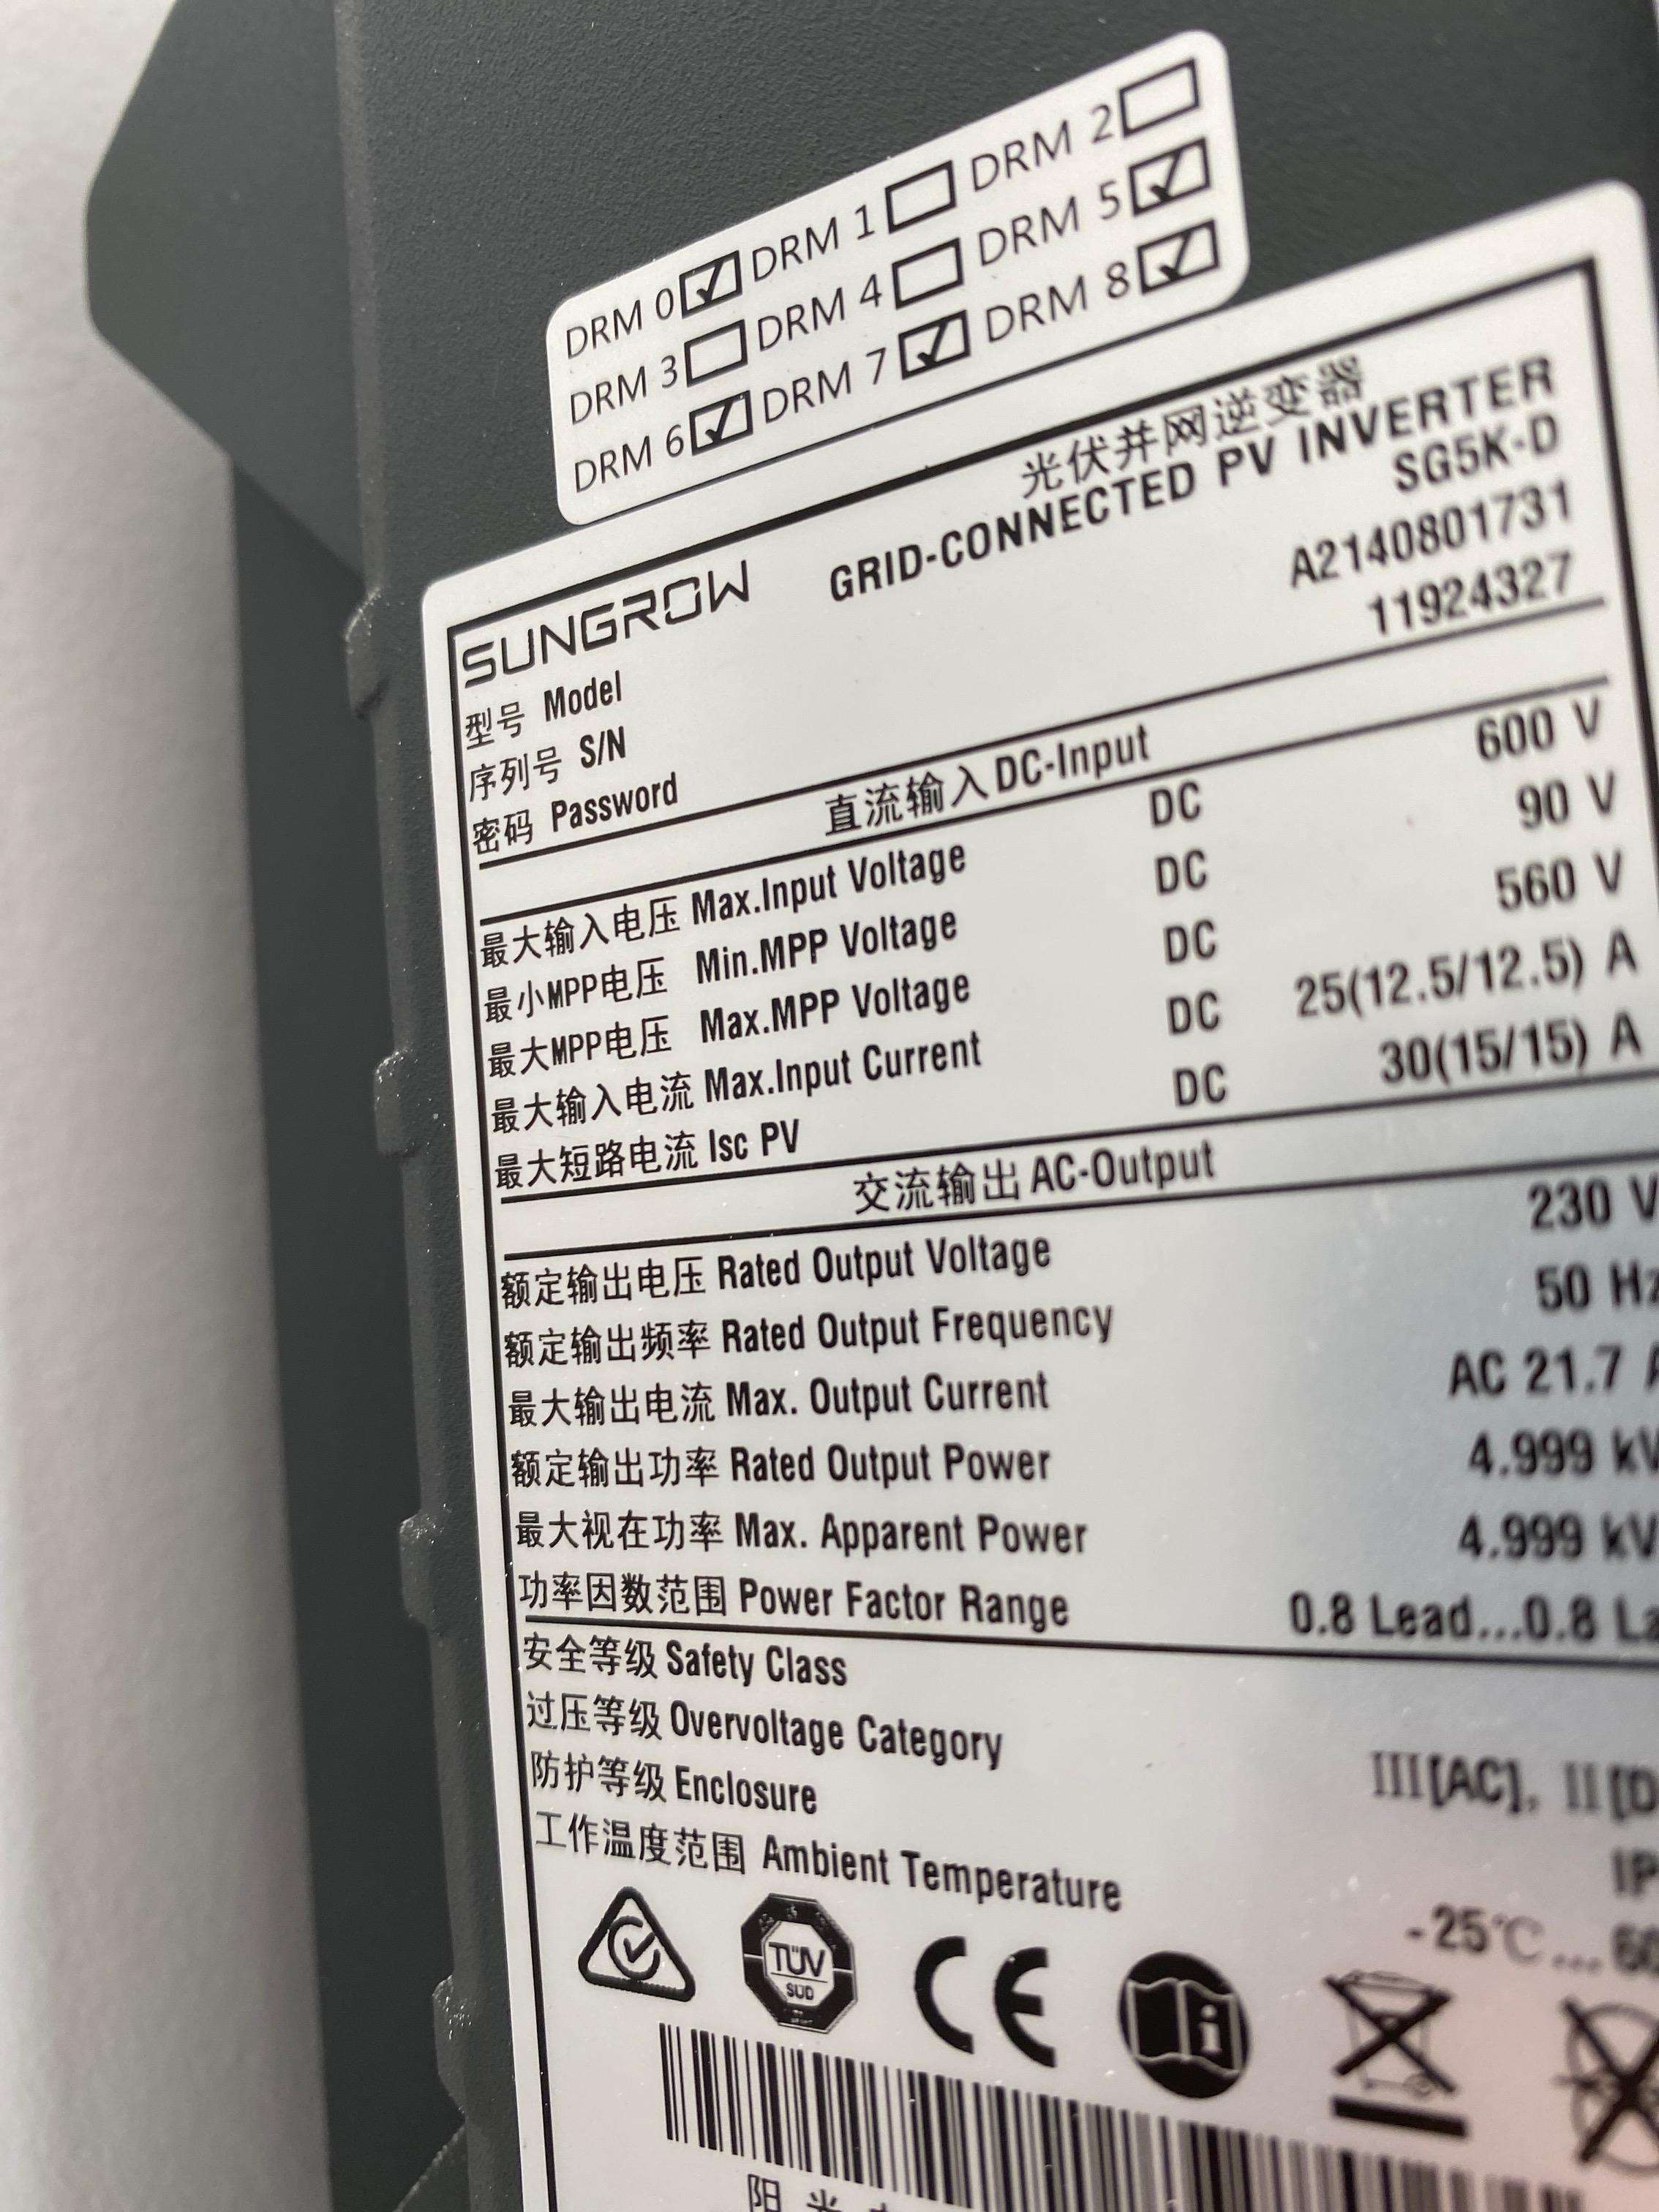 DRM 0 DRM 1 DRM 2
DRM 3 DRM 4 DRM 5
DRM 6 DRM 7 DRM 8
光伏并网逆变器
SUNGROW GRID-CONNECTED PV INVERTER
型号 Model SG5K-D
序列号 S/N A2140801731
密码 Password 11924327
直流输入 DC-Input
最大输入电压 Max.Input Voltage DC 600 V
最小MPP电压 Min.MPP Voltage DC 90 V
最大MPP电压 Max.MPP Voltage DC 560 V
最大输入电流 Max.Input Current DC 25(12.5/12.5) A
最大短路电流 Isc PV DC 30(15/15) A
交流输出 AC-Output
额定输出电压 Rated Output Voltage 230 V
额定输出频率 Rated Output Frequency 50 Hz
最大输出电流 Max. Output Current AC 21.7 A
额定输出功率 Rated Output Power 4.999
最大视在功率 Max. Apparent Power 4.999
功率因数范围 Power Factor Range 0.8 Lead...0.8
安全等级 Safety Class
过压等级 Overvoltage Category III[AC], II
防护等级 Enclosure IP
工作温度范围 Ambient Temperature -25℃...
TÜV
SÜD
CE
阳光